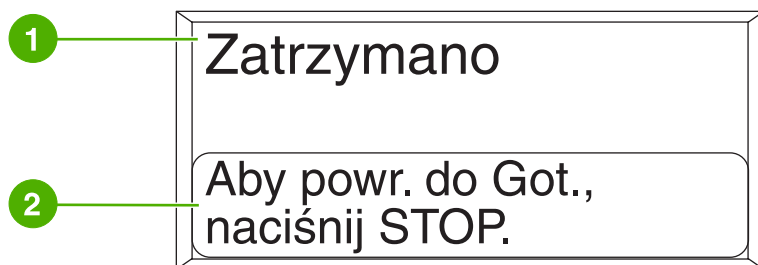 1
Zatrzymano
2
Aby powr. do Got.,
naciśnij STOP.